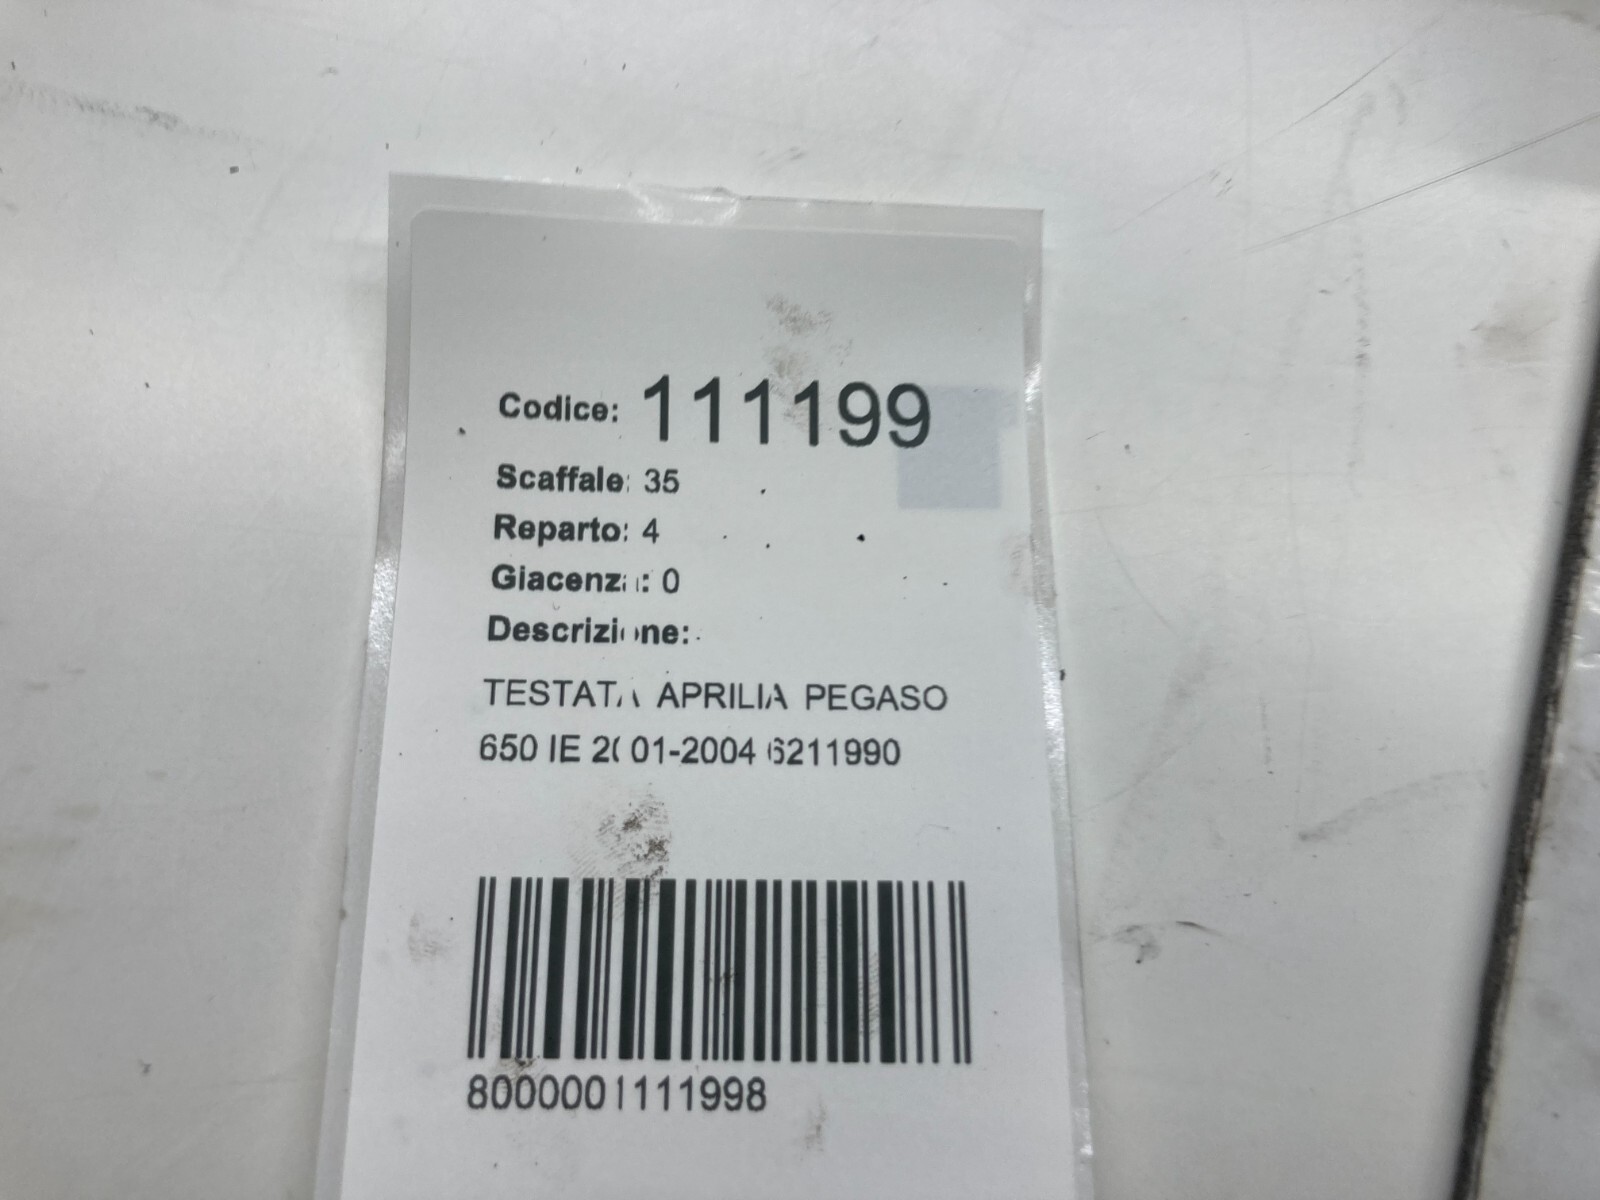 Codice: 111199
Scaffale: 35
Reparto: 4
Giacenza: 0
Descrizione:
TESTATA APRILIA PEGASO
650 IE 2001-2004 6211990
8000001111998